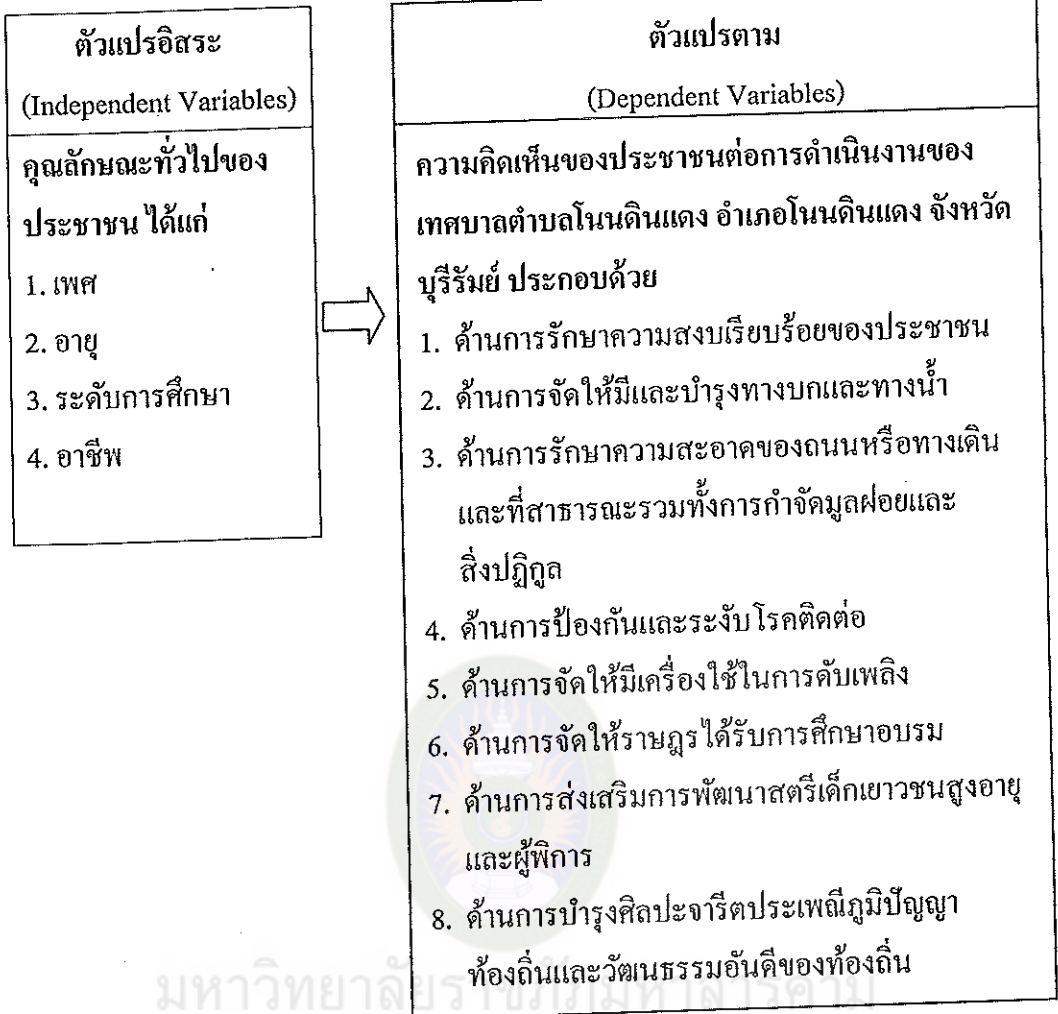 ตัวแปรอิสระ
(Independent Variables)
คุณลักษณะทั่วไปของ
ประชาชน ได้แก่
1. เพศ
2. อายุ
3. ระดับการศึกษา
4. อาชีพ
ตัวแปรตาม
(Dependent Variables)
ความคิดเห็นของประชาชนต่อการดำเนินงานของ
เทศบาลตำบลโนนดินแดง อำเภอโนนดินแดง จังหวัด
บุรีรัมย์ ประกอบด้วย
1. ด้านการรักษาความสงบเรียบร้อยของประชาชน
2. ด้านการจัดให้มีและบำรุงทางบกและทางน้ำ
3. ด้านการรักษาความสะอาดของถนนหรือทางเดิน
และที่สาธารณะรวมทั้งการกำจัดมูลฝอยและ
สิ่งปฏิกูล
4. ด้านการป้องกันและระงับโรคติดต่อ
5. ด้านการจัดให้มีเครื่องใช้ในการดับเพลิง
6. ด้านการจัดให้ราษฎรได้รับการศึกษาอบรม
7. ด้านการส่งเสริมการพัฒนาสตรีเด็กเยาวชนสูงอายุ
และผู้พิการ
8. ด้านการบำรุงศิลปะจารีตประเพณีภูมิปัญญา
ท้องถิ่นและวัฒนธรรมอันดีของท้องถิ่น
มหาวิทยาลัยราชภัฏมหาสารคาม